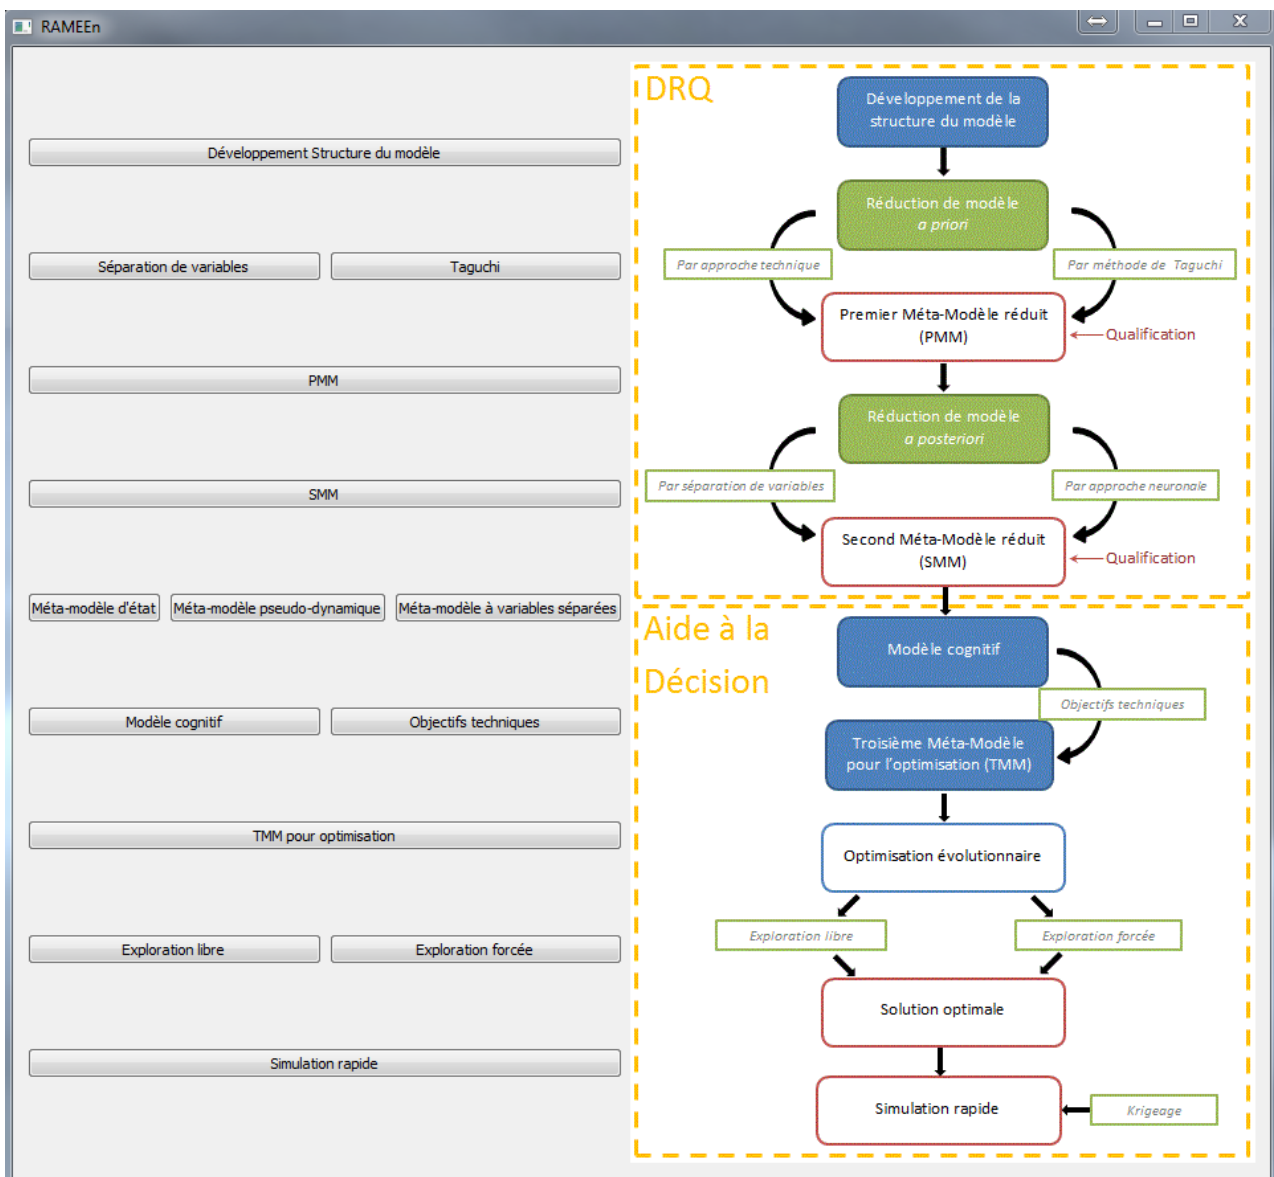 RAMEEn
Développement Structure du modèle
Séparation de variables
Taguchi
PMM
SMM
Méta-modèle d'état
Méta-modèle pseudo-dynamique
Méta-modèle à variables séparées
Modèle cognitif
Objectifs techniques
TMM pour optimisation
Exploration libre
Exploration forcée
Simulation rapide
DRQ
Développement de la
structure du modèle
Réduction de modèle
a priori
Par approche technique
Par méthode de Taguchi
Premier Méta-Modèle réduit
(PMM)
Qualification
Réduction de modèle
a posteriori
Par séparation de variables
Par approche neuronale
Second Méta-Modèle réduit
(SMM)
Qualification
Aide à la
Décision
Modèle cognitif
Objectifs techniques
Troisième Méta-Modèle
pour l'optimisation (TMM)
Optimisation évolutionnaire
Exploration libre
Exploration forcée
Solution optimale
Simulation rapide
Krigeage